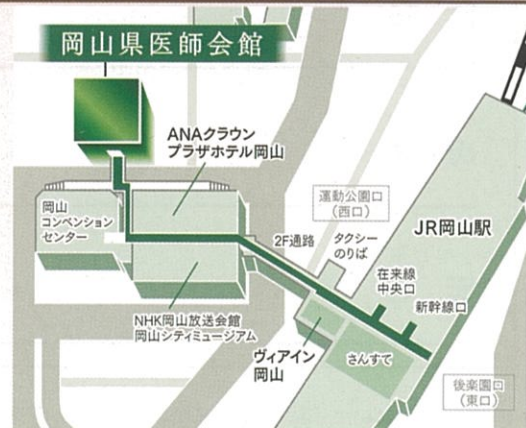 岡山県医師会館
ANAクラウン
プラザホテル岡山
岡山
コンベンション
センター
運動公園口
(西口)
2F通路
タクシー
のりば
JR岡山駅
在来線
中央口
新幹線口
NHK岡山放送会館
岡山シティミュージアム
ヴィアイン
岡山
さんすて
後楽園口
(東口)